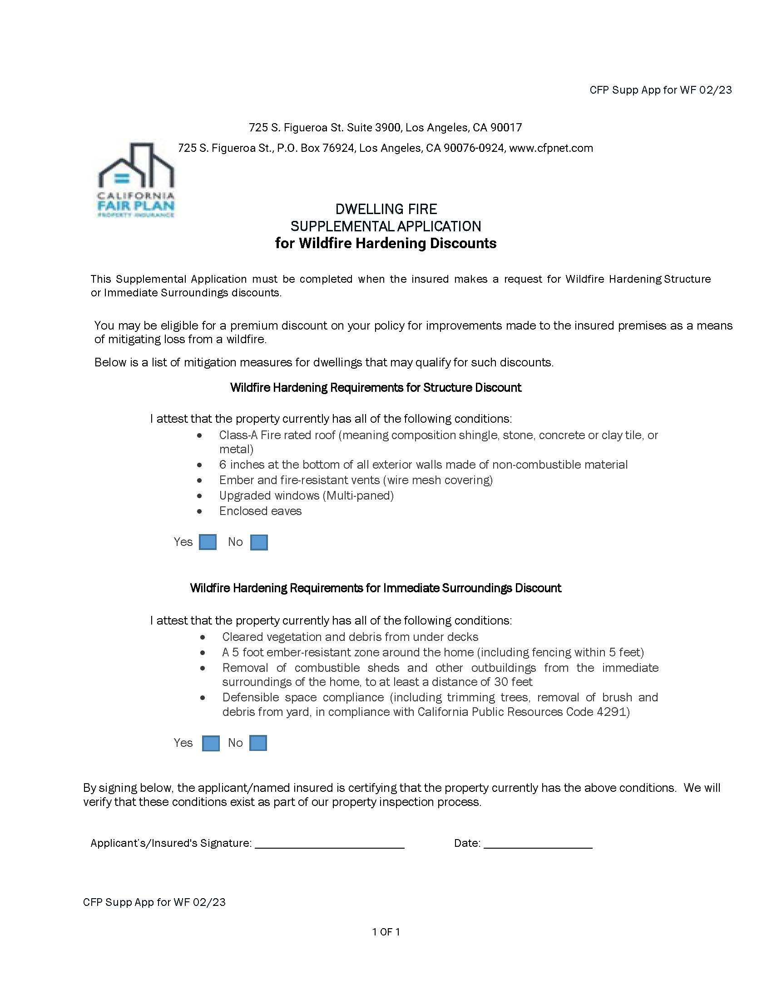 CFP Supp App for WF 02/23
725 S. Figueroa St. Suite 3900, Los Angeles, CA 90017
725 S. Figueroa St., P.O. Box 76924, Los Angeles, CA 90076-0924, www.cfpnet.com
CALIFORNIA
FAIR PLAN
PROPERTY INSURANCE
DWELLING FIRE
SUPPLEMENTAL APPLICATION
for Wildfire Hardening Discounts
This Supplemental Application must be completed when the insured makes a request for Wildfire Hardening Structure
or Immediate Surroundings discounts.
You may be eligible for a premium discount on your policy for improvements made to the insured premises as a means
of mitigating loss from a wildfire.
Below is a list of mitigation measures for dwellings that may qualify for such discounts.
Wildfire Hardening Requirements for Structure Discount
I attest that the property currently has all of the following conditions:
• Class-A Fire rated roof (meaning composition shingle, stone, concrete or clay tile, or
metal)
• 6 inches at the bottom of all exterior walls made of non-combustible material
• Ember and fire-resistant vents (wire mesh covering)
• Upgraded windows (Multi-paned)
• Enclosed eaves
Yes No
Wildfire Hardening Requirements for Immediate Surroundings Discount
I attest that the property currently has all of the following conditions:
• Cleared vegetation and debris from under decks
• A 5 foot ember-resistant zone around the home (including fencing within 5 feet)
• Removal of combustible sheds and other outbuildings from the immediate
surroundings of the home, to at least a distance of 30 feet
• Defensible space compliance (including trimming trees, removal of brush and
debris from yard, in compliance with California Public Resources Code 4291)
Yes No
By signing below, the applicant/named insured is certifying that the property currently has the above conditions. We will
verify that these conditions exist as part of our property inspection process.
Applicant’s/Insured's Signature: ________________________ Date: __________________
CFP Supp App for WF 02/23
1 OF 1